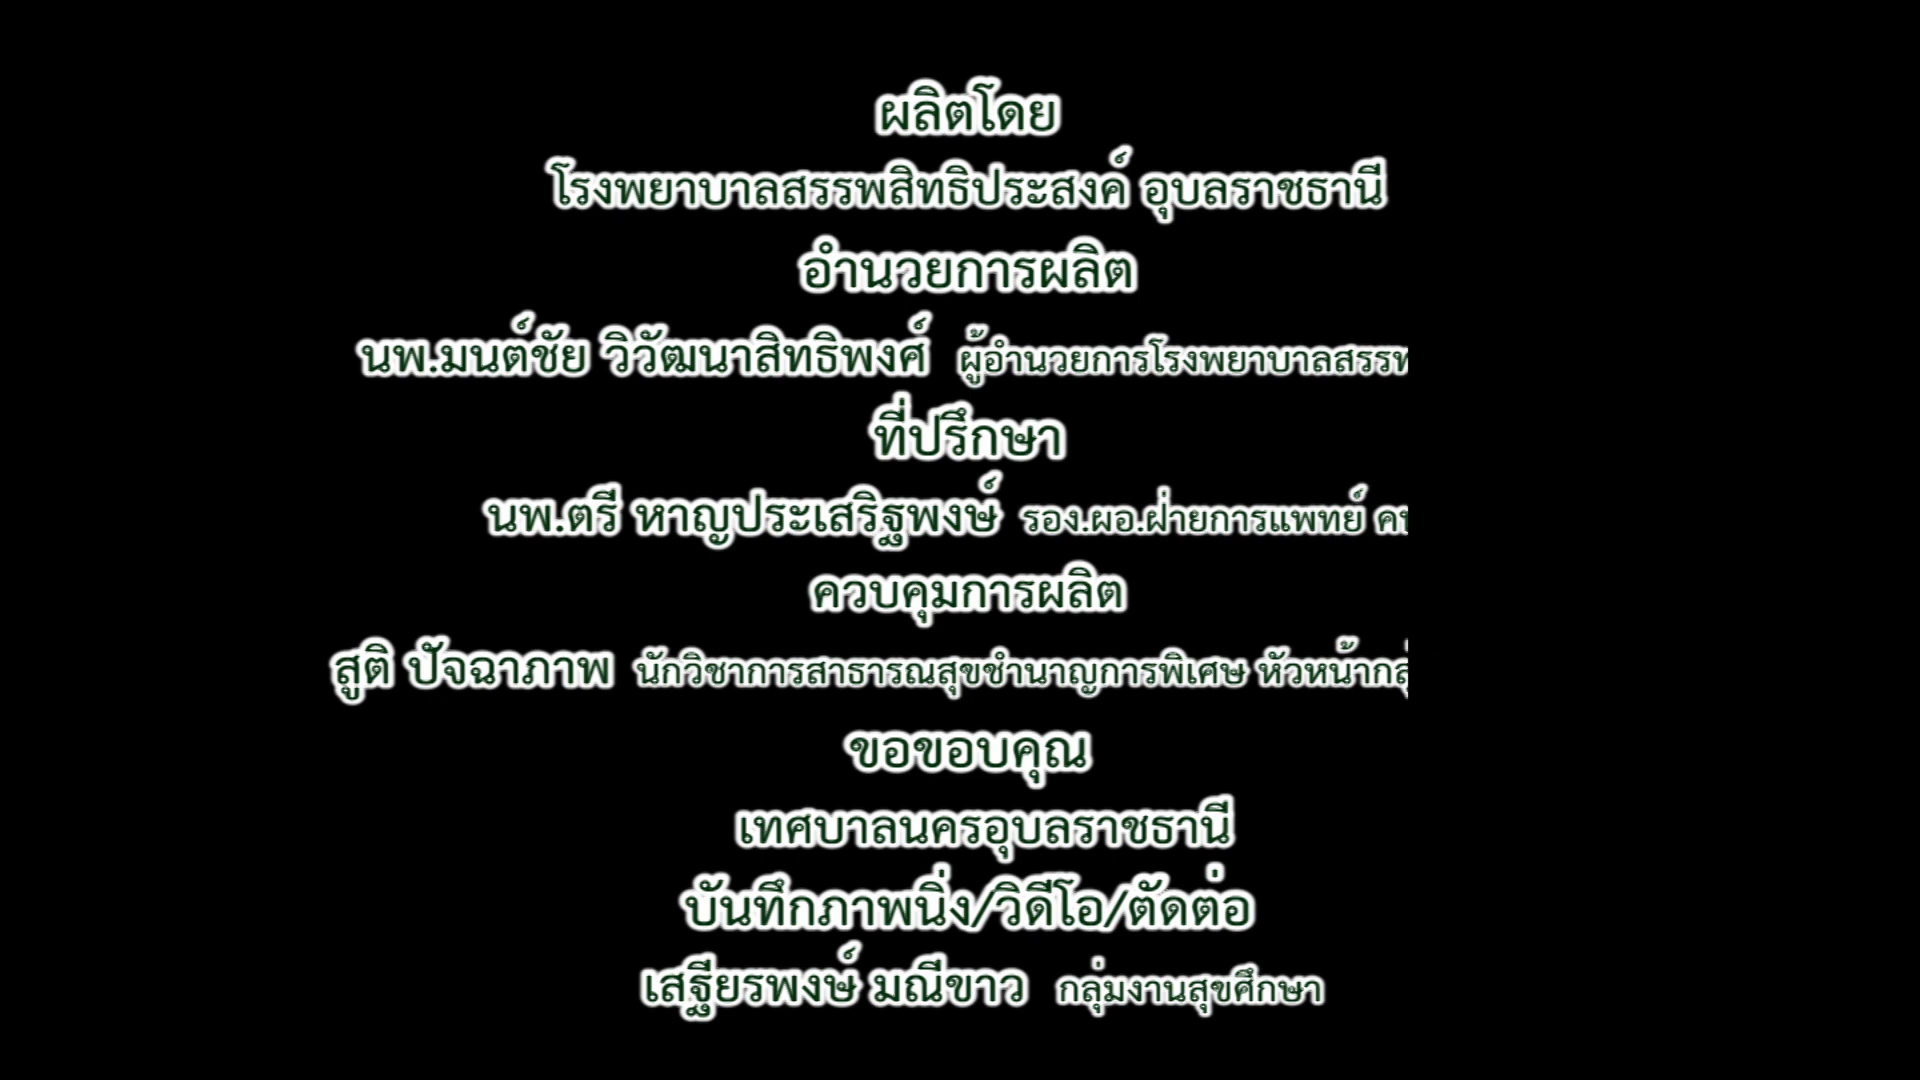 ผลิตโดย
โรงพยาบาลสรรพสิทธิประสงค์ อุบลราชธานี
อำนวยการผลิต
นพ.มนต์ชัย วิวัฒนาสิทธิพงศ์ ผู้อำนวยการโรงพยาบาลสรรพ
ที่ปรึกษา
นพ.ตรี หาญประเสริฐพงษ์ รอง.ผอ.ฝ่ายการแพทย์
ควบคุมการผลิต
สูติ ปัจฉาภาพ นักวิชาการสาธารณสุขชำนาญการพิเศษ หัวหน้า
ขอขอบคุณ
เทศบาลนครอุบลราชธานี
บันทึกภาพนิ่ง/วิดีโอ/ตัดต่อ
เสฐียรพงษ์ มณีขาว กลุ่มงานสุขศึกษา